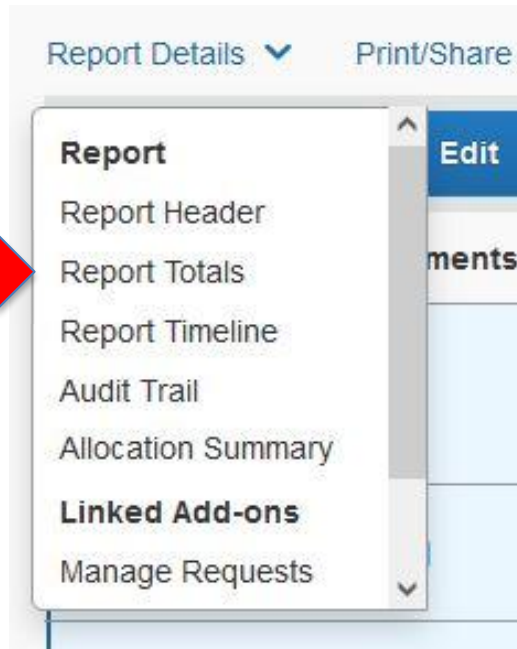 Report Details Print/Share
Report
Edit
Report Header
Report Totals
ments
Report Timeline
Audit Trail
Allocation Summary
Linked Add-ons
Manage Requests